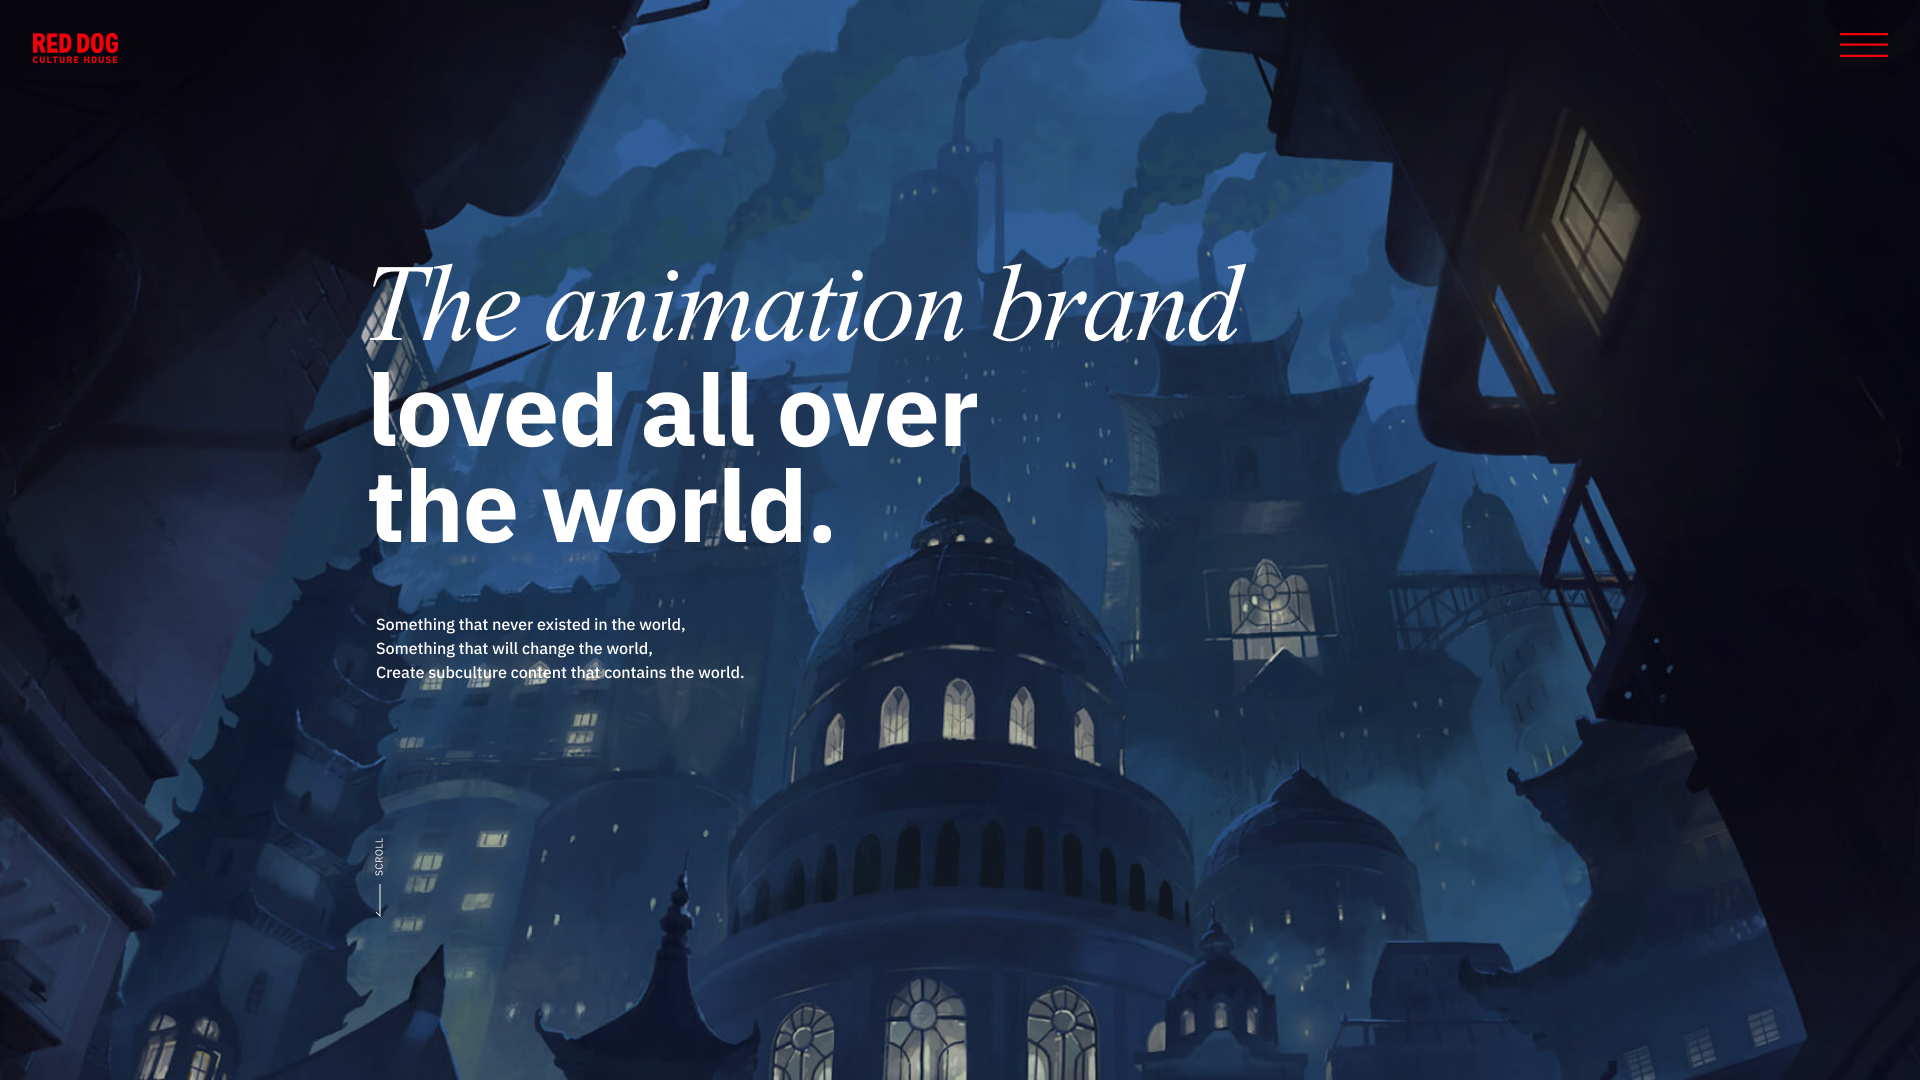 RED DOG
CULTURE HOUSE
The animation brand
loved all over
the world.
Something that never existed in the world,
Something that will change the world,
Create subculture content that contains the world.
SCROLL